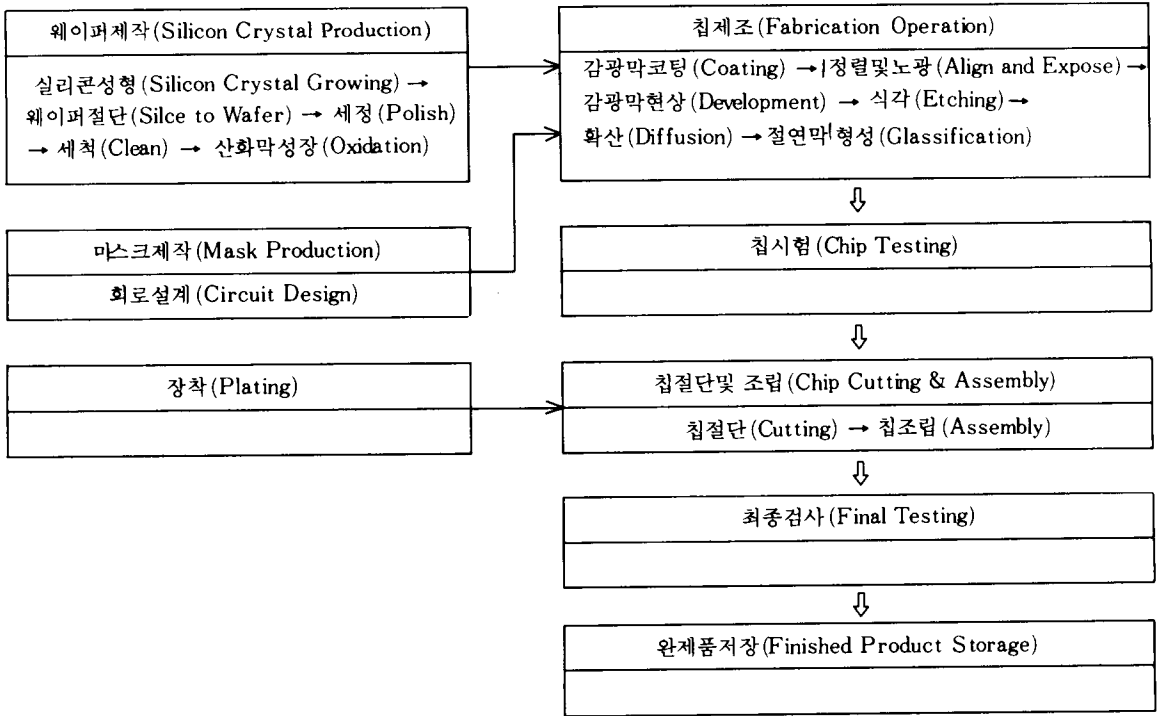 웨이퍼제작(Silicon Crystal Production)
실리콘성형(Silicon Crystal Growing) →
웨이퍼절단(Silce to Wafer) → 세정(Polish)
→ 세척(Clean) → 산화막성장(Oxidation)
마스크제작(Mask Production)
회로설계(Circuit Design)
장착(Plating)
칩제조(Fabrication Operation)
감광막코팅(Coating) → 정렬및노광(Align and Expose) →
감광막현상(Development) → 식각(Etching) →
확산(Diffusion) → 절연막형성(Glassification)
칩시험(Chip Testing)
칩절단및 조립(Chip Cutting & Assembly)
칩절단(Cutting) → 칩조립(Assembly)
최종검사(Final Testing)
완제품저장(Finished Product Storage)